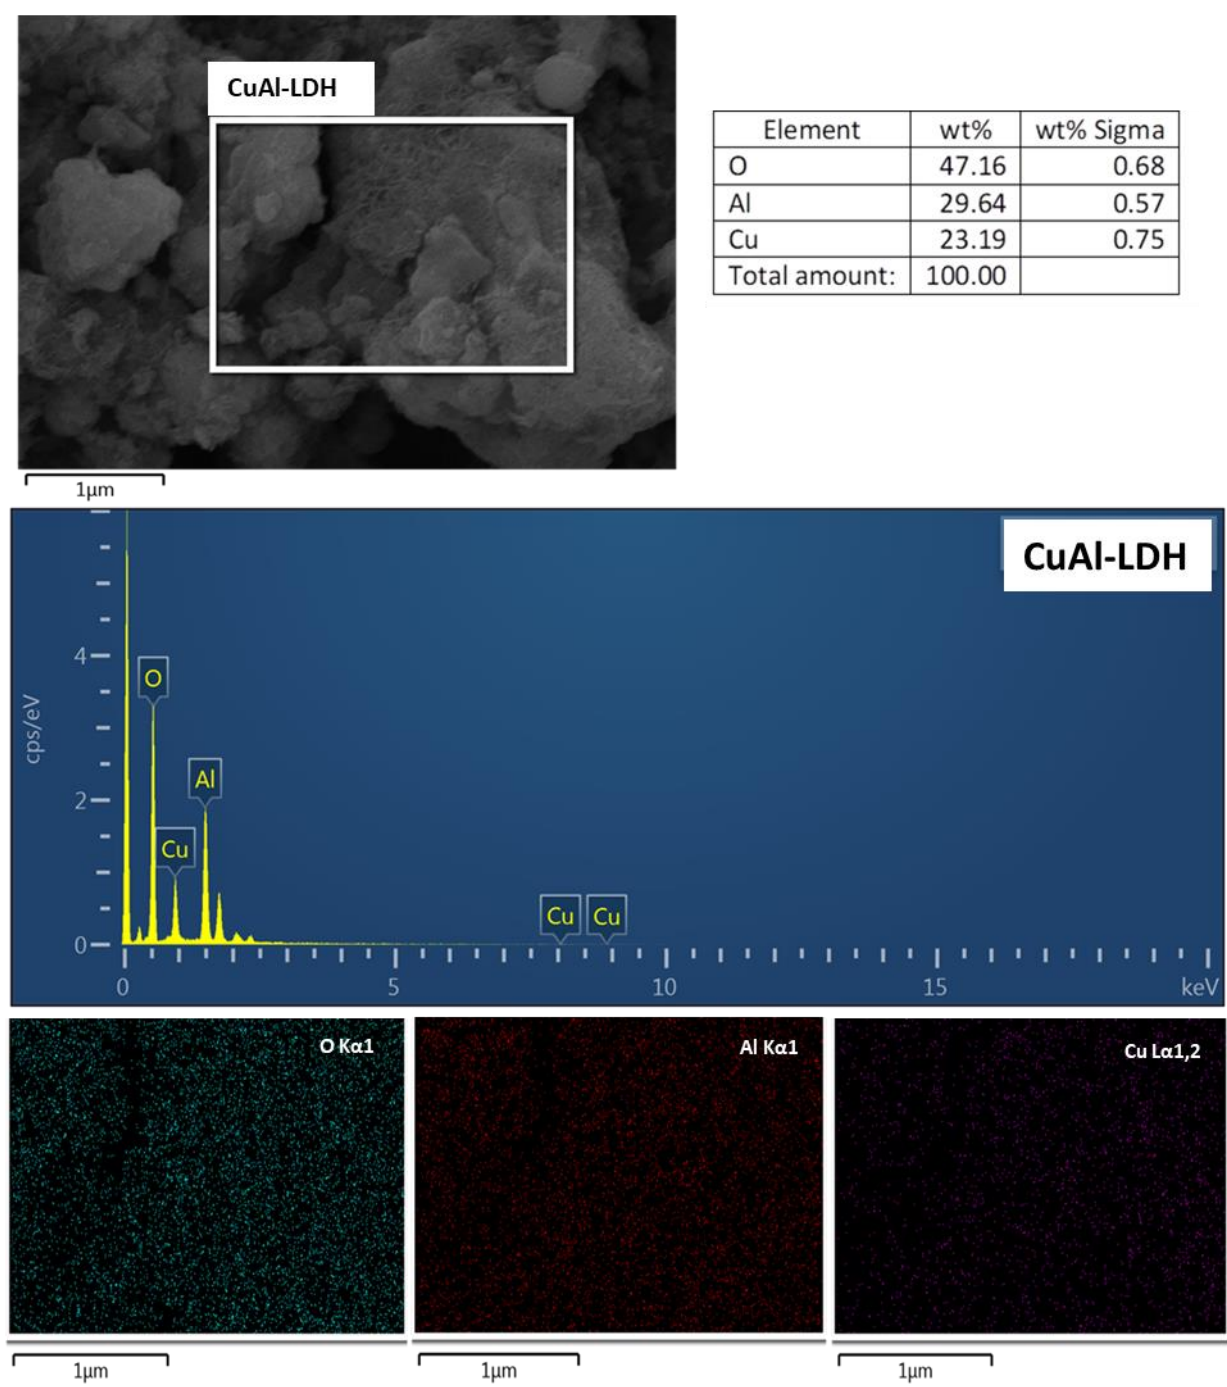 CuAl-LDH
Element wt% wt% Sigma
O 47.16 0.68
Al 29.64 0.57
Cu 23.19 0.75
Total amount: 100.00
1μm
CuAl-LDH
cps/eV
4
2
0
O
Al
Cu
Cu Cu
0 5 10 15 keV
O Kα1
Al Kα1
Cu Lα1,2
1μm
1μm
1μm